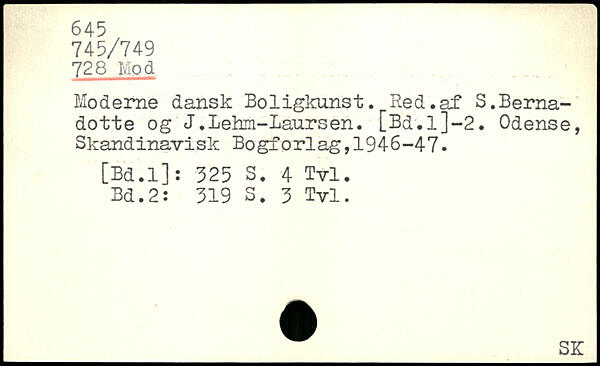 645
745/749
728 Mod
Moderne dansk Boligkunst. Red.af S.Berna-
dotte og J.Lehm-Laursen. [Bd.1]-2. Odense,
Skandinavisk Bogforlag,1946-47.
[Bd.1]: 325 S. 4 Tvl.
Bd.2: 319 S. 3 Tvl.
SK